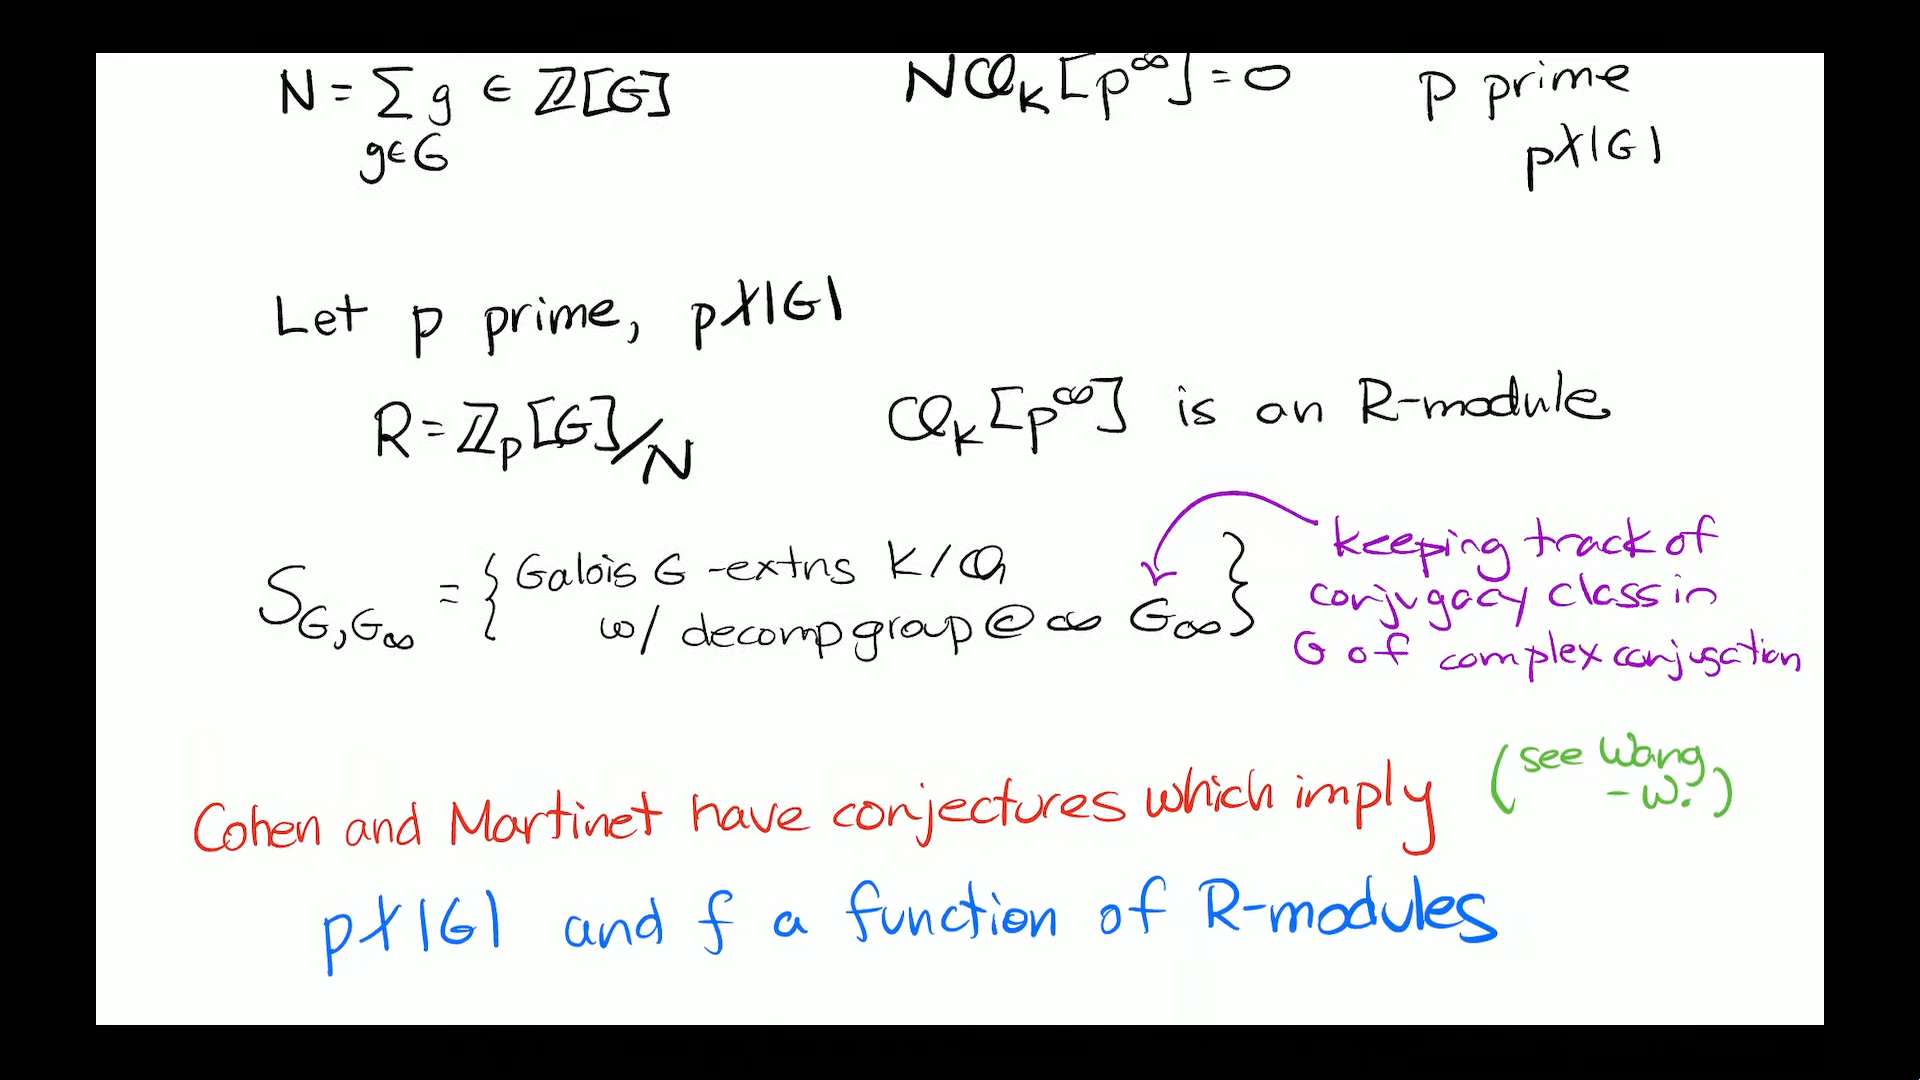 N = ∑ g ∈ ℤ[G]    N Cl_K[p^∞] = 0    p prime
g∈G    p∤|G|
Let p prime, p∤|G|
R = ℤ_p[G]/N    Cl_K[p^∞] is an R-module
S_{G,G_∞} = { Galois G-extns K/ℚ
w/ decomp group @ ∞ G_∞ }
keeping track of
conjugacy class in
G of complex conjugation
Cohen and Martinet have conjectures which imply
(see Wang
-W.)
p∤|G| and f a function of R-modules